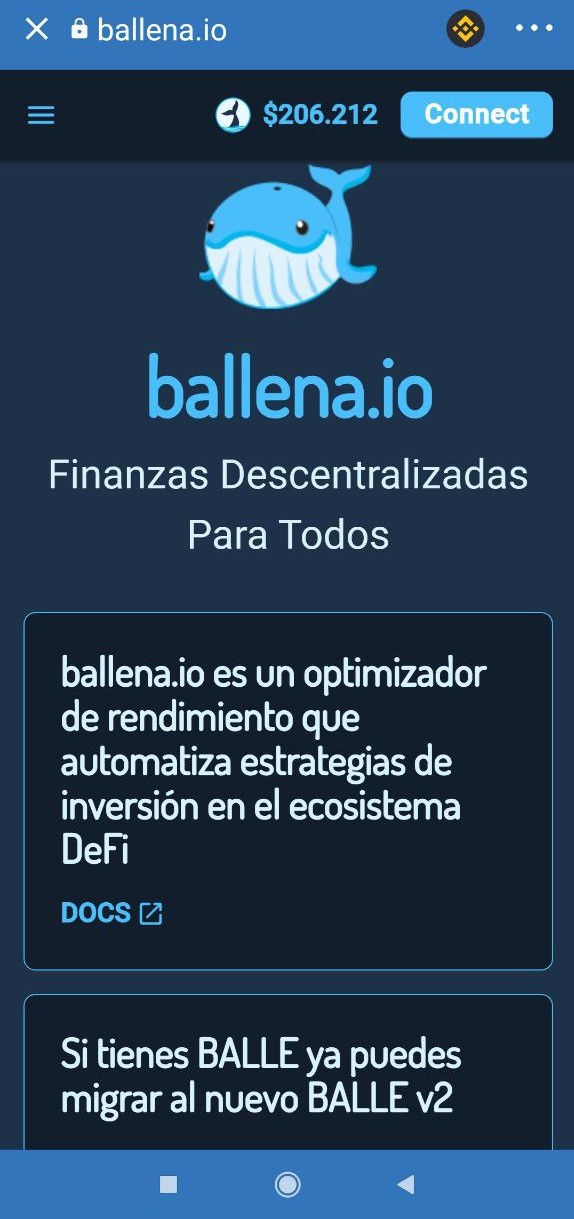 ballena.io
$206.212
Connect
ballena.io
Finanzas Descentralizadas
Para Todos
ballena.io es un optimizador
de rendimiento que
automatiza estrategias de
inversión en el ecosistema
DeFi
DOCS
Si tienes BALLE ya puedes
migrar al nuevo BALLE v2